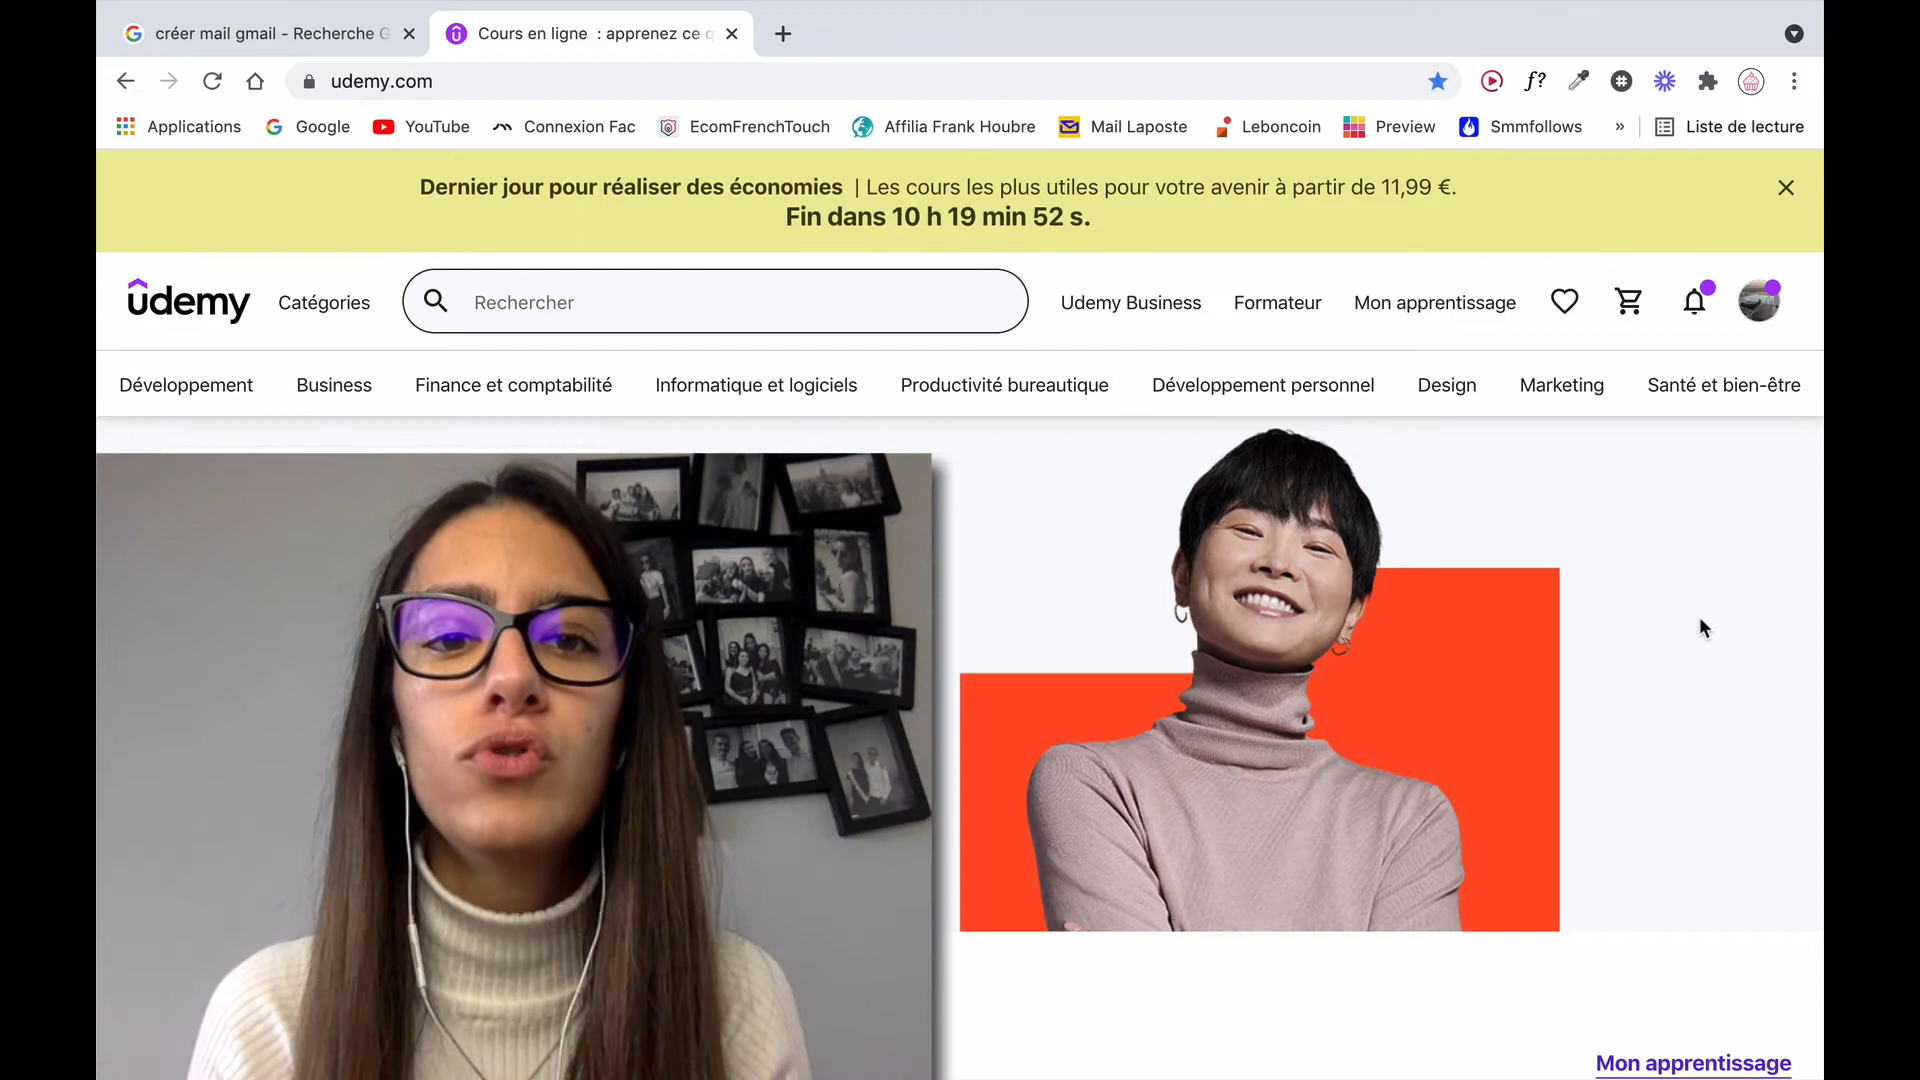 créer mail gmail - Recherche G
Cours en ligne : apprenez ce q
udemy.com
f?
Applications
Google
YouTube
Connexion Fac
EcomFrenchTouch
Affilia Frank Houbre
Mail Laposte
Leboncoin
Preview
Smmfollows
»
Liste de lecture
Dernier jour pour réaliser des économies | Les cours les plus utiles pour votre avenir à partir de 11,99 €.
Fin dans 10 h 19 min 52 s.
udemy
Catégories
Rechercher
Udemy Business
Formateur
Mon apprentissage
Développement
Business
Finance et comptabilité
Informatique et logiciels
Productivité bureautique
Développement personnel
Design
Marketing
Santé et bien-être
Mon apprentissage